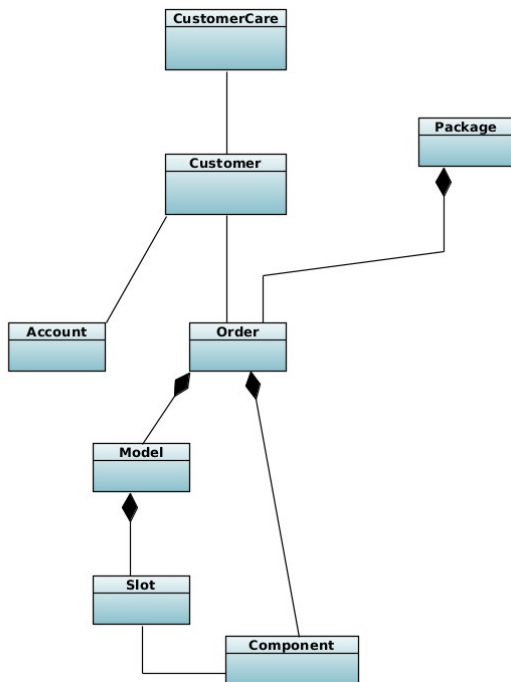 CustomerCare
Package
Customer
Account
Order
Model
Slot
Component